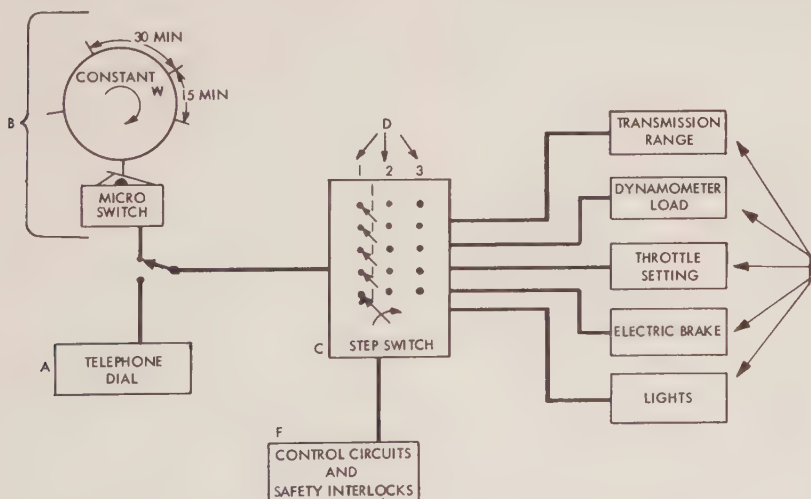 30 MIN
CONSTANT
W
15 MIN
B
MICRO
SWITCH
A
TELEPHONE
DIAL
D
1 2 3
C
STEP SWITCH
F
CONTROL CIRCUITS
AND
SAFETY INTERLOCKS
TRANSMISSION
RANGE
DYNAMOMETER
LOAD
THROTTLE
SETTING
ELECTRIC BRAKE
LIGHTS